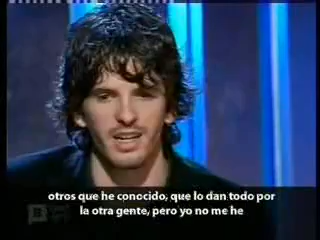 otros que he conocido, que lo dan todo por
la otra gente, pero yo no me he